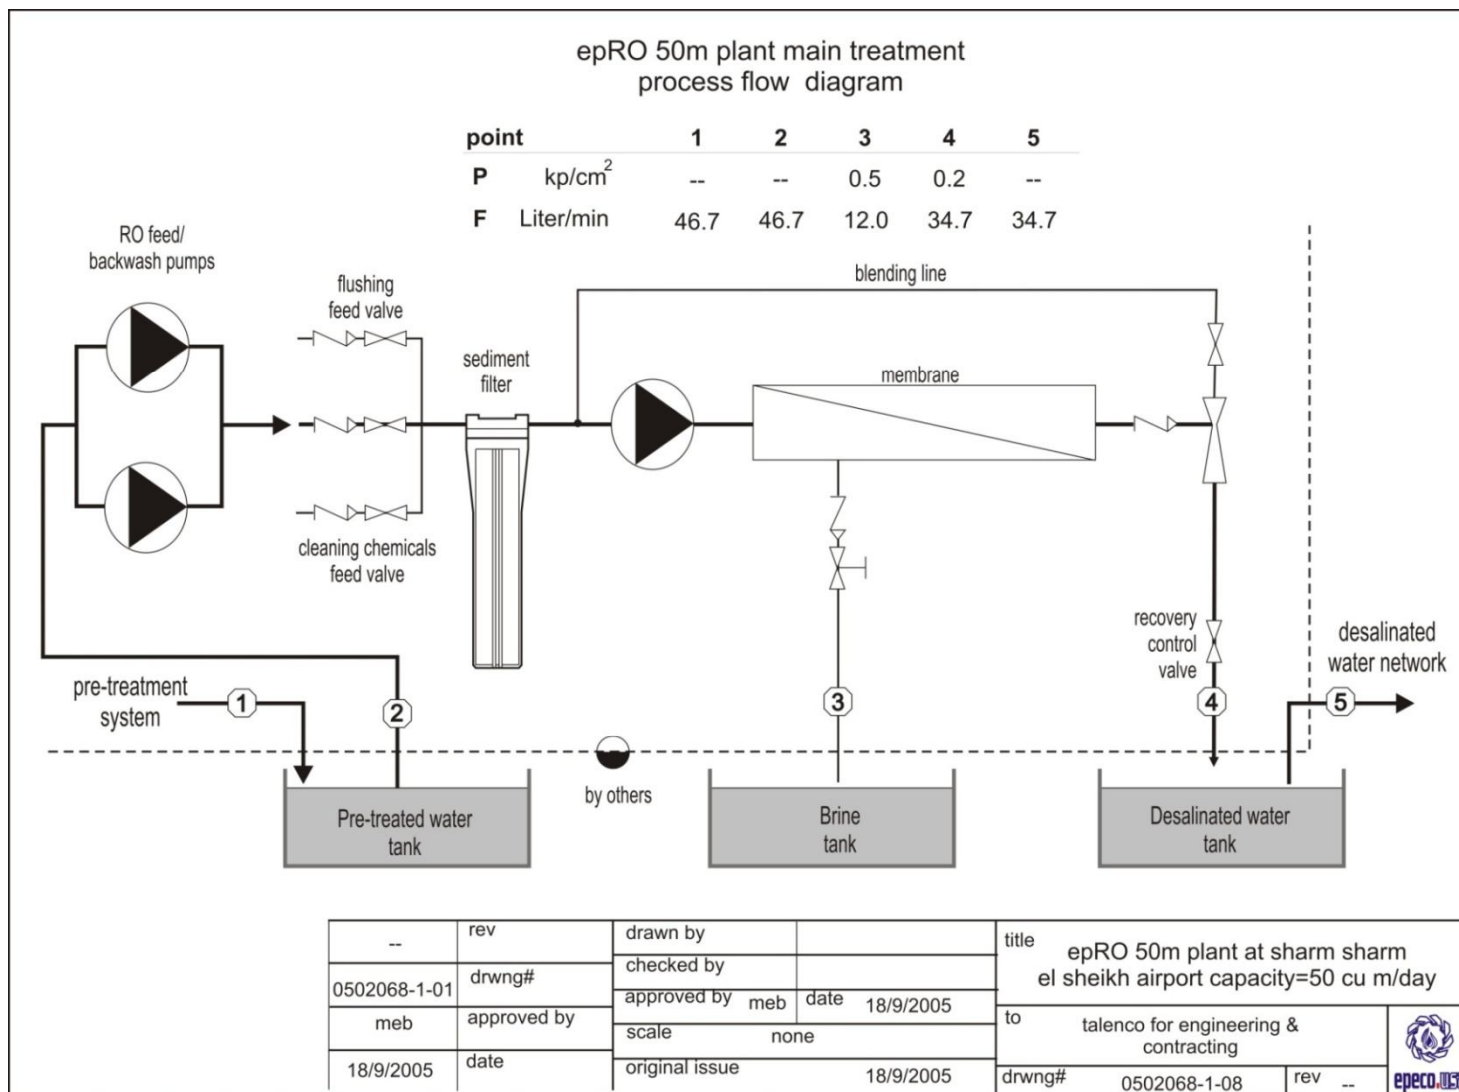 epRO 50m plant main treatment
process flow diagram
point 1 2 3 4 5
P kp/cm2 -- -- 0.5 0.2 --
F Liter/min 46.7 46.7 12.0 34.7 34.7
RO feed/
backwash pumps
flushing
feed valve
blending line
sediment
filter
membrane
cleaning chemicals
feed valve
recovery
control
valve
desalinated
water network
pre-treatment
system
1
2
3
4
5
by others
Pre-treated water
tank
Brine
tank
Desalinated water
tank
-- rev
0502068-1-01 drwng#
meb approved by
18/9/2005 date
drawn by
checked by
approved by meb date 18/9/2005
scale none
original issue 18/9/2005
title epRO 50m plant at sharm sharm
el sheikh airport capacity=50 cu m/day
to talenco for engineering &
contracting
drwng# 0502068-1-08 rev --
epeco.us